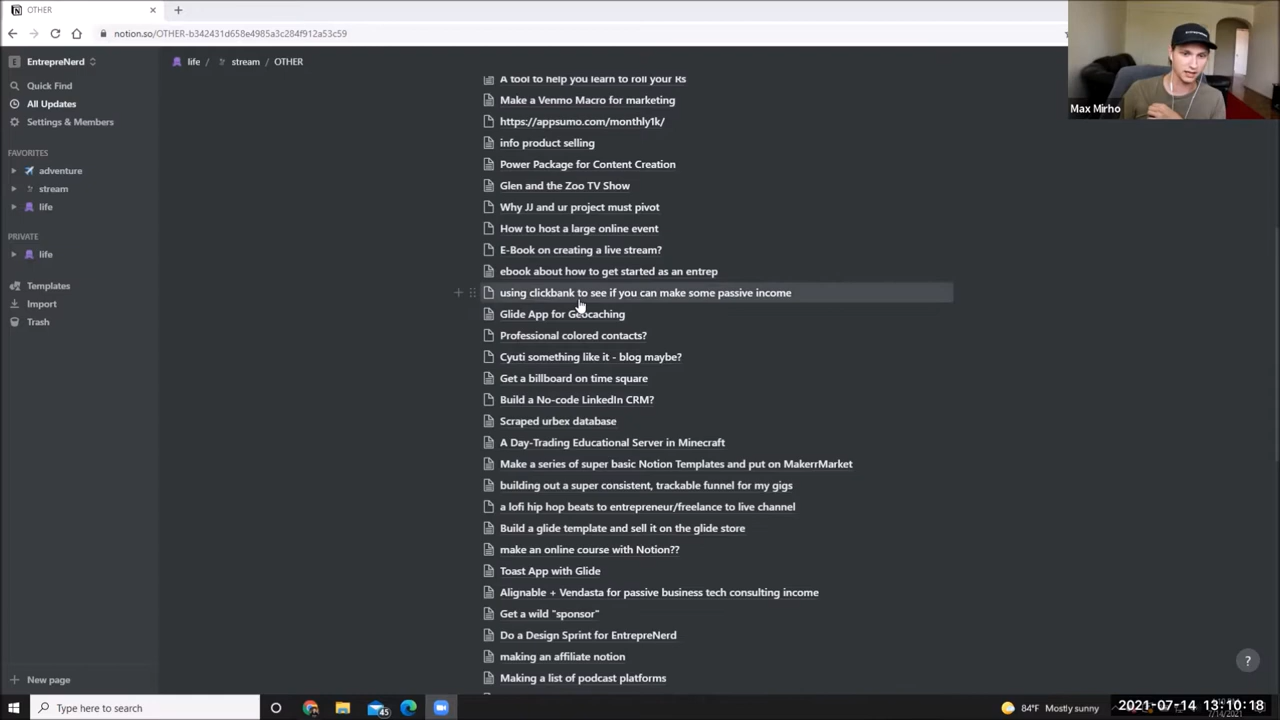 OTHER
notion.so/OTHER-b342431d658e4985a3c284f912a53c59
EntrepreNerd
life / stream / OTHER
Quick Find
All Updates
Settings & Members
FAVORITES
adventure
stream
life
PRIVATE
life
Templates
Import
Trash
New page
A tool to help you learn to roll your Rs
Make a Venmo Macro for marketing
https://appsumo.com/monthly1k/
info product selling
Power Package for Content Creation
Glen and the Zoo TV Show
Why JJ and ur project must pivot
How to host a large online event
E-Book on creating a live stream?
ebook about how to get started as an entrep
using clickbank to see if you can make some passive income
Glide App for Geocaching
Professional colored contacts?
Cyuti something like it - blog maybe?
Get a billboard on time square
Build a No-code LinkedIn CRM?
Scraped urbex database
A Day-Trading Educational Server in Minecraft
Make a series of super basic Notion Templates and put on MakerrMarket
building out a super consistent, trackable funnel for my gigs
a lofi hip hop beats to entrepreneur/freelance to live channel
Build a glide template and sell it on the glide store
make an online course with Notion??
Toast App with Glide
Alignable + Vendasta for passive business tech consulting income
Get a wild "sponsor"
Do a Design Sprint for EntrepreNerd
making an affiliate notion
Making a list of podcast platforms
Max Mirho
?
Type here to search
45
84°F Mostly sunny
2021-07-14 13:10:18
7/14/2021